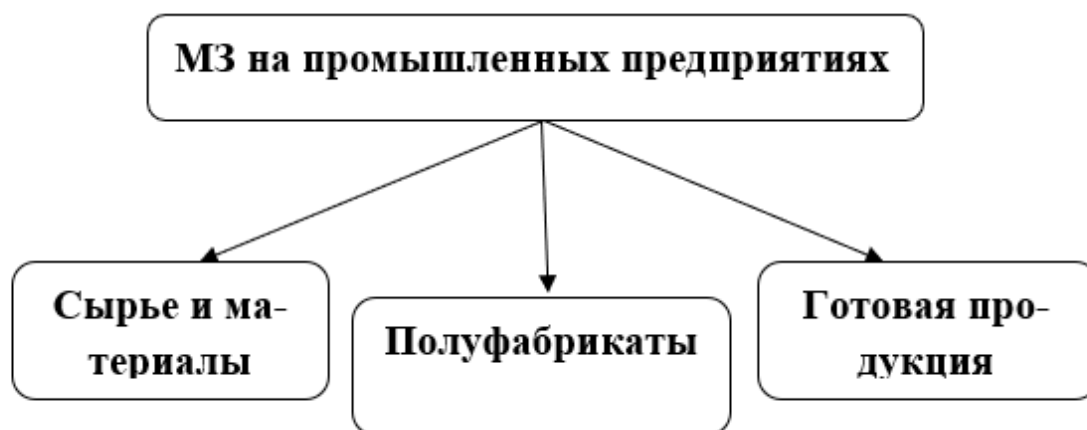 МЗ на промышленных предприятиях
Сырье и ма-
териалы
Полуфабрикаты
Готовая про-
дукция